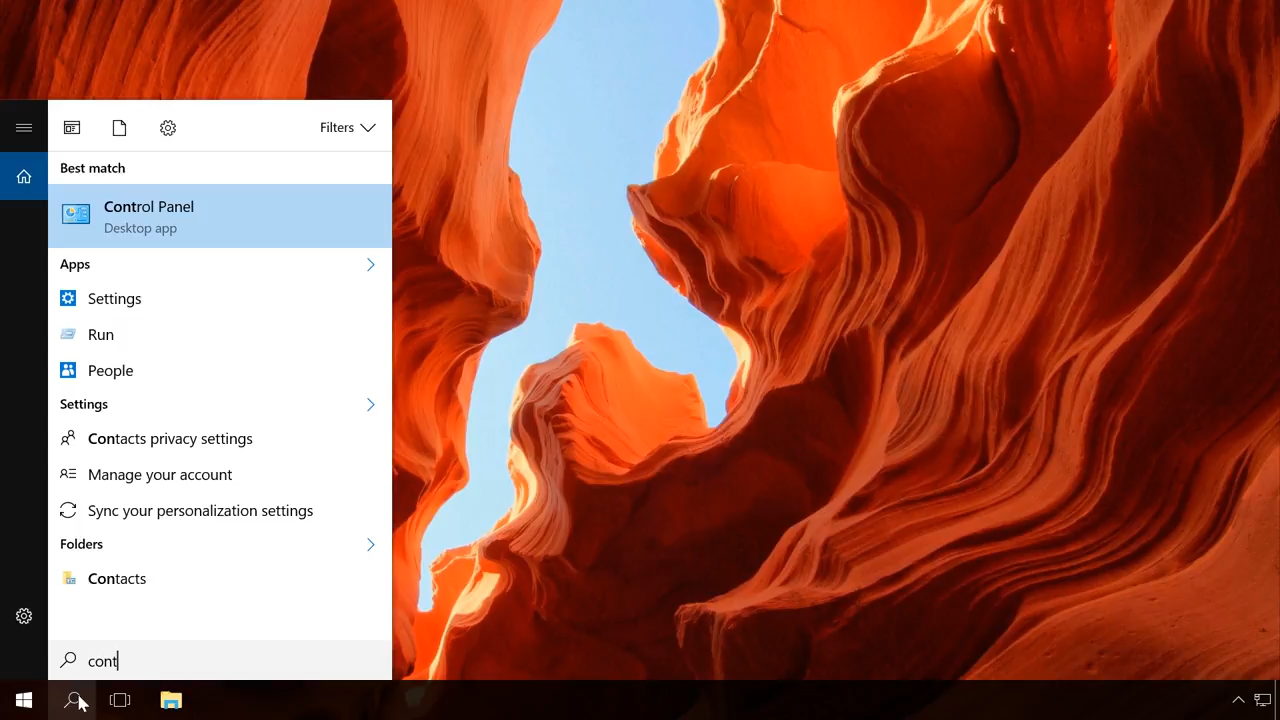 Filters
Best match
Control Panel
Desktop app
Apps
Settings
Run
People
Settings
Contacts privacy settings
Manage your account
Sync your personalization settings
Folders
Contacts
cont